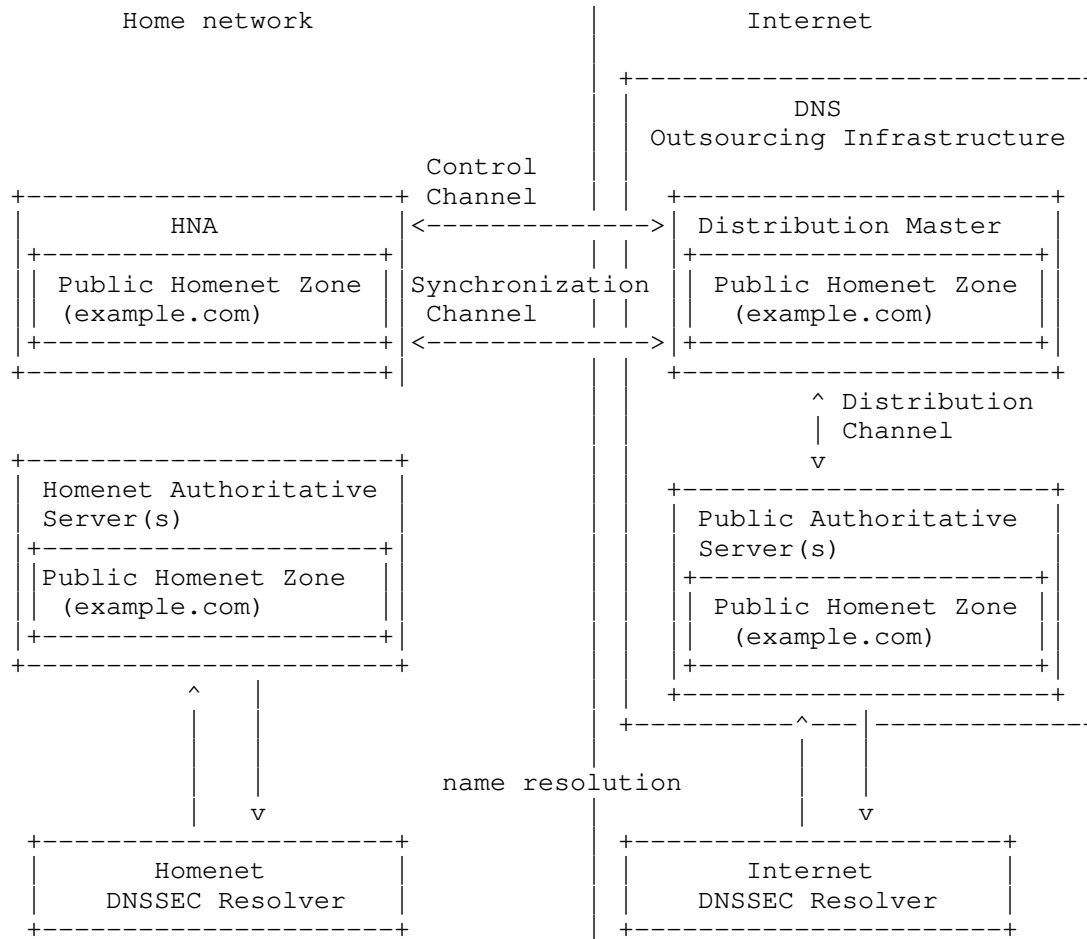 Home network
Internet
DNS
Outsourcing Infrastructure
Control
Channel
HNA
Distribution Master
Public Homenet Zone
(example.com)
Synchronization
Channel
Public Homenet Zone
(example.com)
Distribution
Channel
Homenet Authoritative
Server(s)
Public Homenet Zone
(example.com)
Public Authoritative
Server(s)
Public Homenet Zone
(example.com)
name resolution
Homenet
DNSSEC Resolver
Internet
DNSSEC Resolver